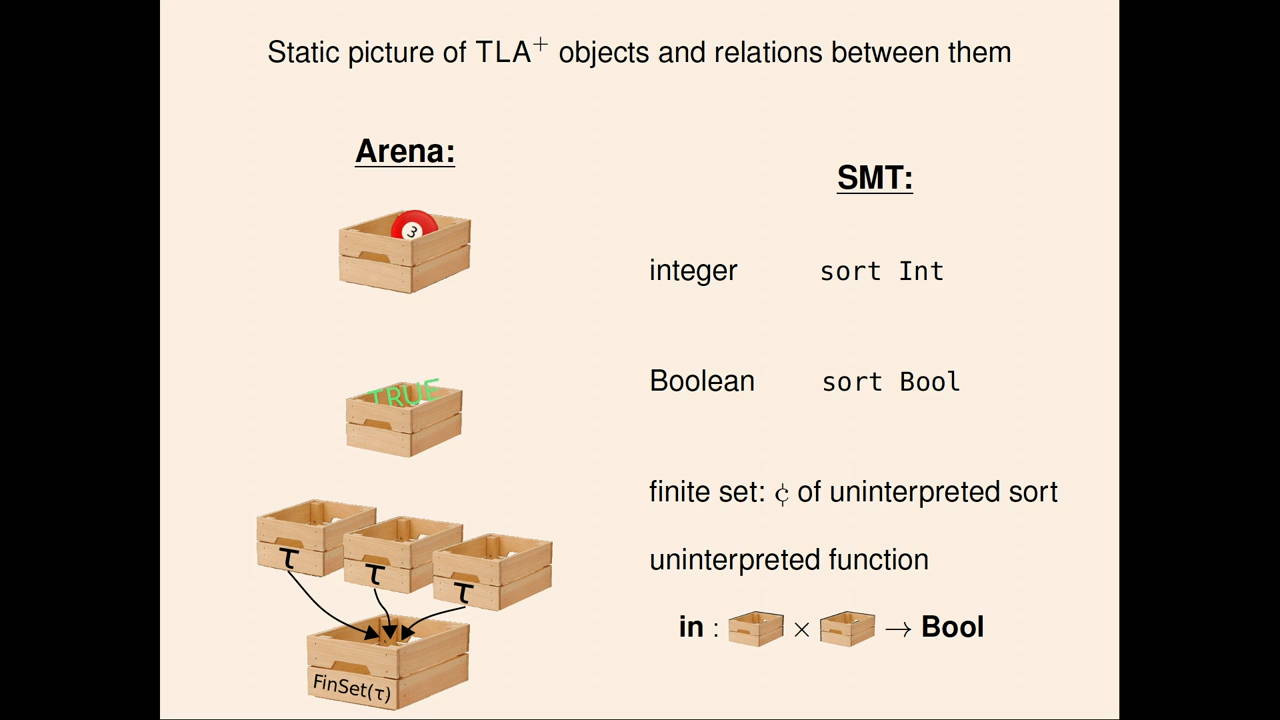 Static picture of TLA+ objects and relations between them
Arena:
SMT:
3
integer sort Int
TRUE
Boolean sort Bool
finite set: ¢ of uninterpreted sort
τ τ τ
uninterpreted function
in : × → Bool
FinSet(τ)